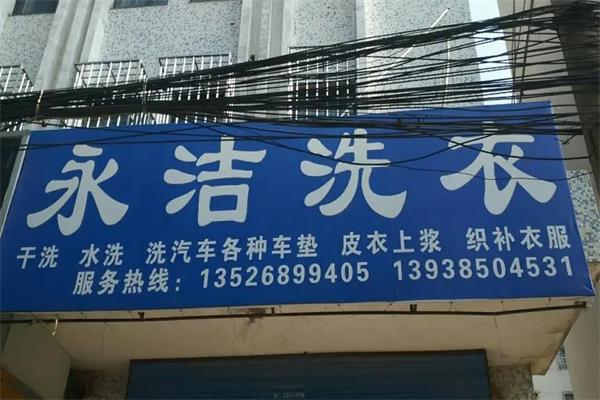 永洁洗衣
干洗 水洗 洗汽车各种车垫 皮衣上浆 织补衣服
服务热线：13526899405 13938504531